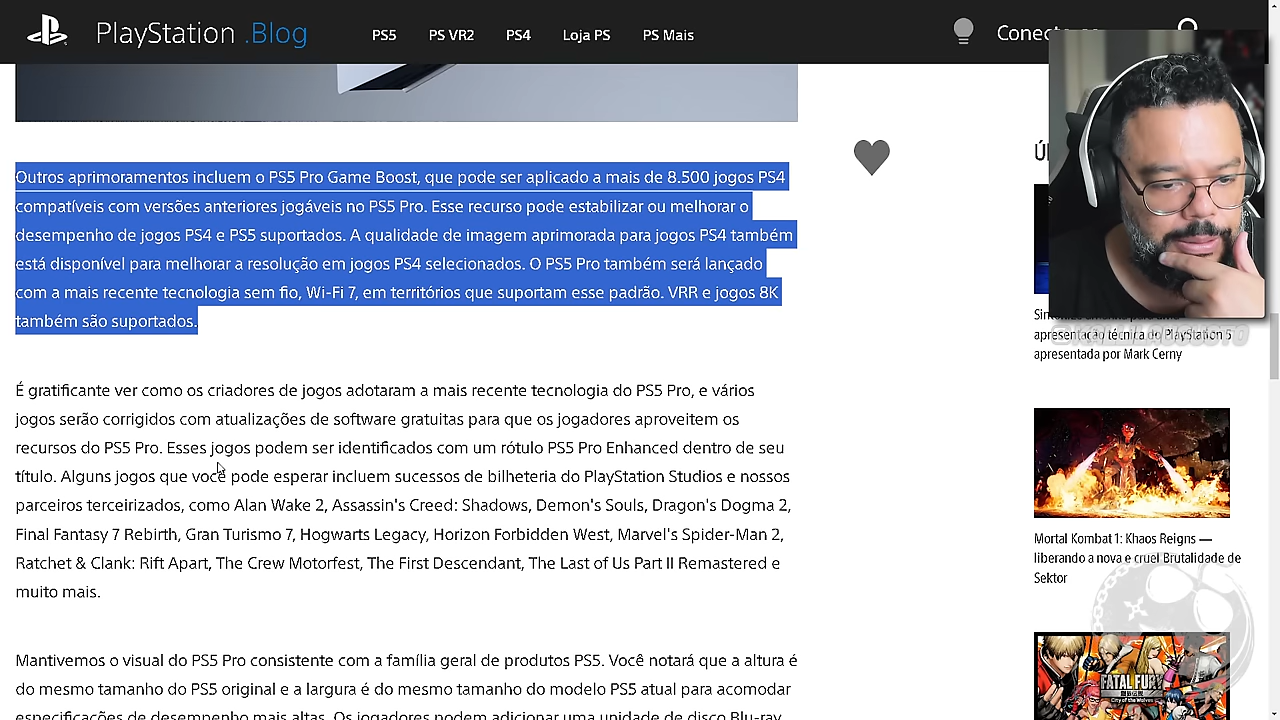 PlayStation .Blog
PS5
PS VR2
PS4
Loja PS
PS Mais
Outros aprimoramentos incluem o PS5 Pro Game Boost, que pode ser aplicado a mais de 8.500 jogos PS4
compatíveis com versões anteriores jogáveis no PS5 Pro. Esse recurso pode estabilizar ou melhorar o
desempenho de jogos PS4 e PS5 suportados. A qualidade de imagem aprimorada para jogos PS4 também
está disponível para melhorar a resolução em jogos PS4 selecionados. O PS5 Pro também será lançado
com a mais recente tecnologia sem fio, Wi-Fi 7, em territórios que suportam esse padrão. VRR e jogos 8K
também são suportados.
É gratificante ver como os criadores de jogos adotaram a mais recente tecnologia do PS5 Pro, e vários
jogos serão corrigidos com atualizações de software gratuitas para que os jogadores aproveitem os
recursos do PS5 Pro. Esses jogos podem ser identificados com um rótulo PS5 Pro Enhanced dentro de seu
título. Alguns jogos que você pode esperar incluem sucessos de bilheteria do PlayStation Studios e nossos
parceiros terceirizados, como Alan Wake 2, Assassin's Creed: Shadows, Demon's Souls, Dragon's Dogma 2,
Final Fantasy 7 Rebirth, Gran Turismo 7, Hogwarts Legacy, Horizon Forbidden West, Marvel's Spider-Man 2,
Ratchet & Clank: Rift Apart, The Crew Motorfest, The First Descendant, The Last of Us Part II Remastered e
muito mais.
Mantivemos o visual do PS5 Pro consistente com a família geral de produtos PS5. Você notará que a altura é
do mesmo tamanho do PS5 original e a largura é do mesmo tamanho do modelo PS5 atual para acomodar
especificações de desempenho mais altas. Os jogadores podem adicionar uma unidade de disco Blu-ray
apresentação técnica do PlayStation 5
apresentada por Mark Cerny
Mortal Kombat 1: Khaos Reigns —
liberando a nova e cruel Brutalidade de
Sektor
FATAL FURY
City of the Wolves